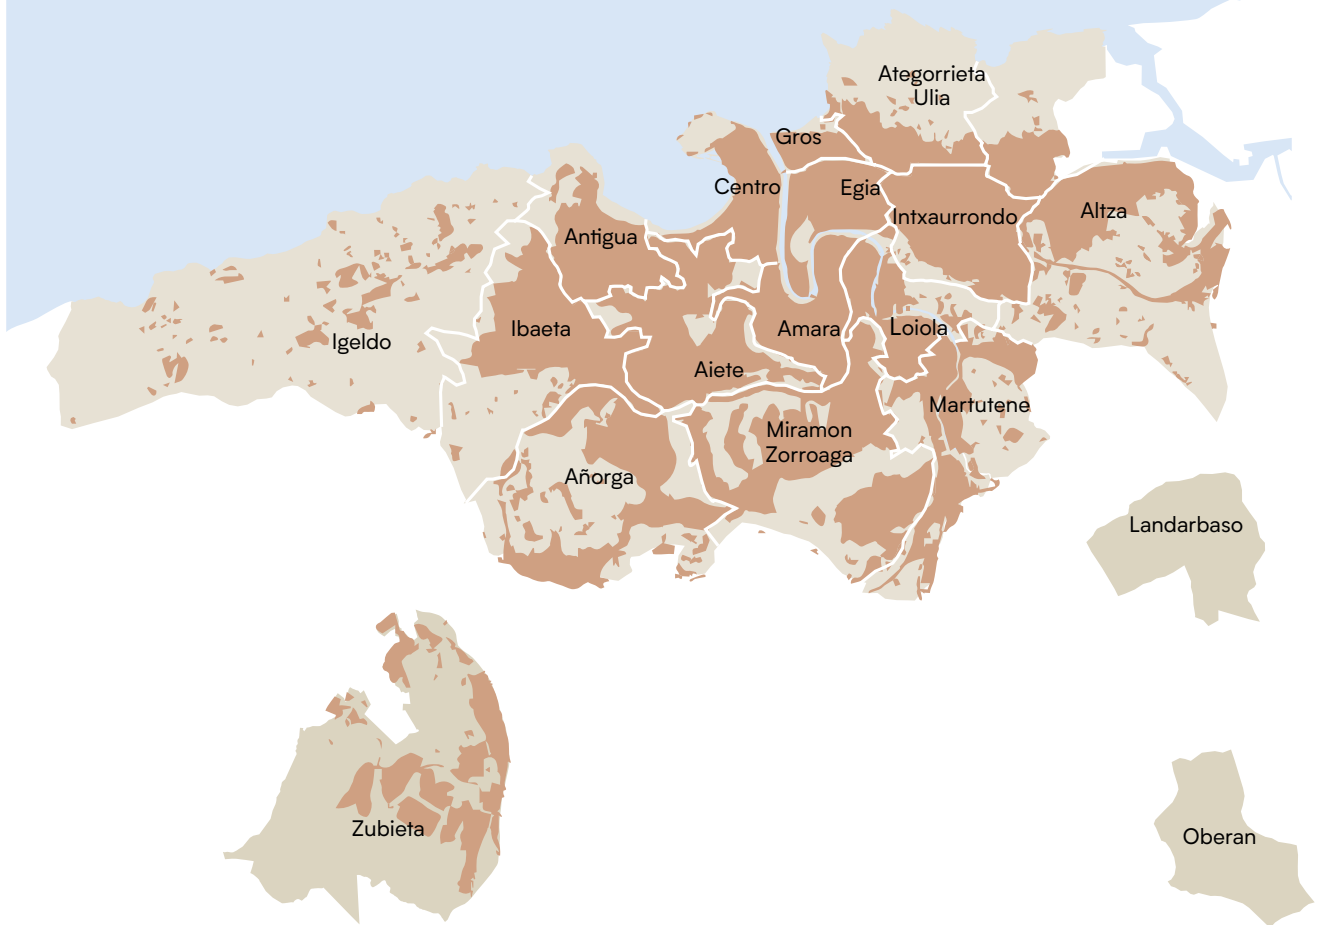 Ategorrieta
Ulia
Gros
Centro
Egia
Intxaurrondo
Altza
Antigua
Igeldo
Ibaeta
Amara
Loiola
Aiete
Martutene
Miramon
Zorroaga
Añorga
Landarbaso
Zubieta
Oberan